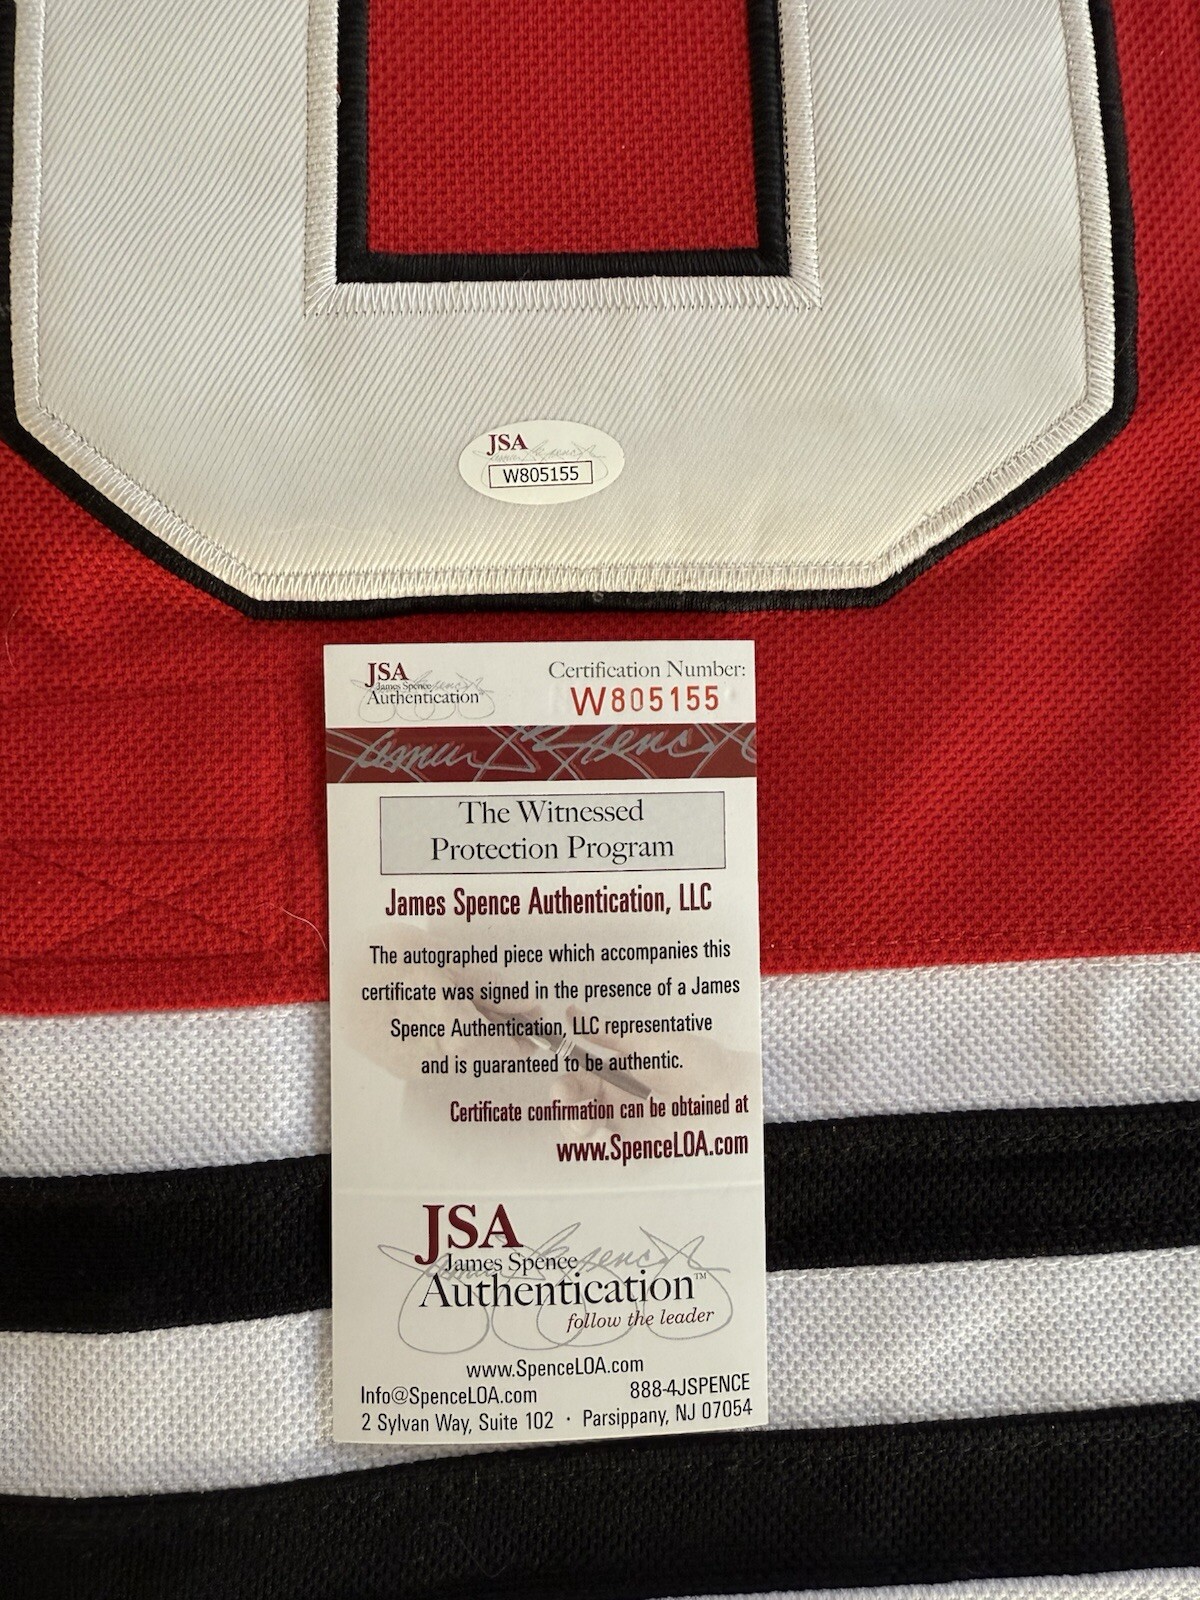 JSA
W805155
JSA
James Spence
Authentication
Certification Number:
W805155
The Witnessed
Protection Program
James Spence Authentication, LLC
The autographed piece which accompanies this
certificate was signed in the presence of a James
Spence Authentication, LLC representative
and is guaranteed to be authentic.
Certificate confirmation can be obtained at
www.SpenceLOA.com
JSA
James Spence
Authentication™
follow the leader
www.SpenceLOA.com
Info@SpenceLOA.com 888-4JSPENCE
2 Sylvan Way, Suite 102 · Parsippany, NJ 07054